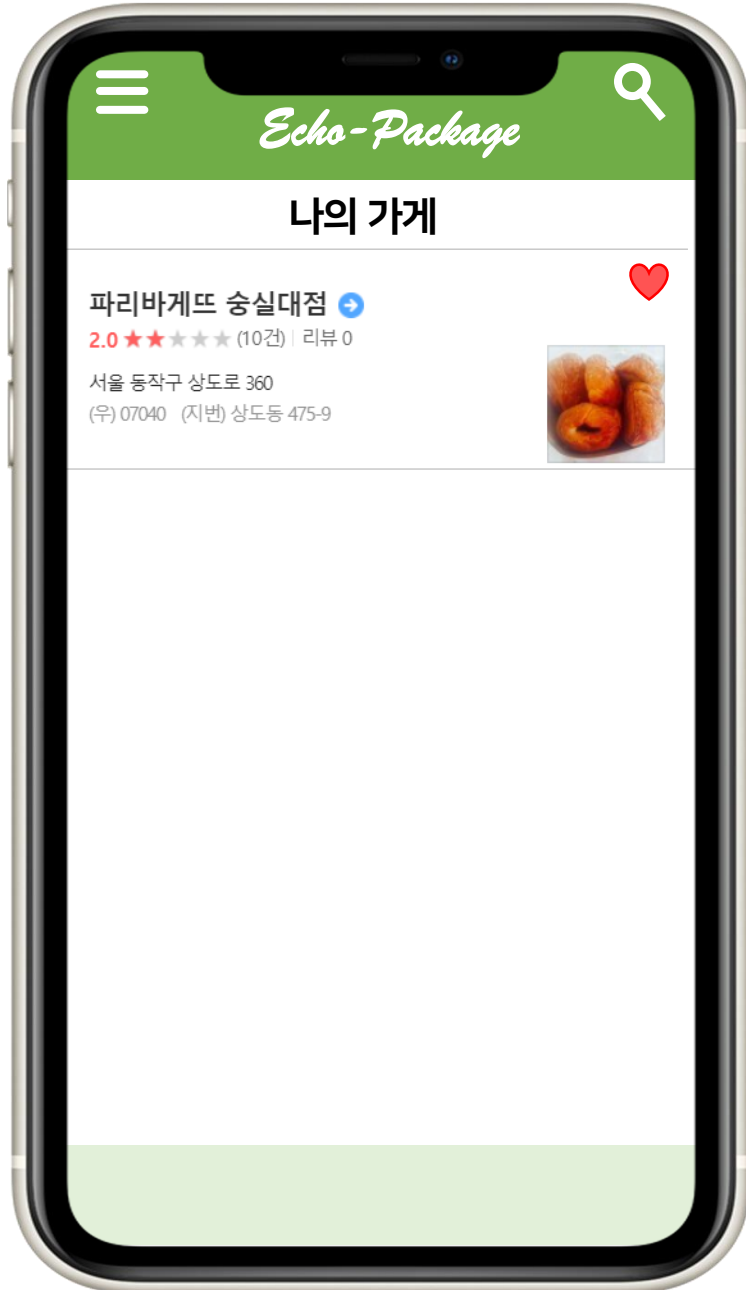 Echo-Package
나의 가게
파리바게뜨 숭실대점
2.0 ★★★★★ (10건) | 리뷰 0
서울 동작구 상도로 360
(우) 07040 (지번) 상도동 475-9